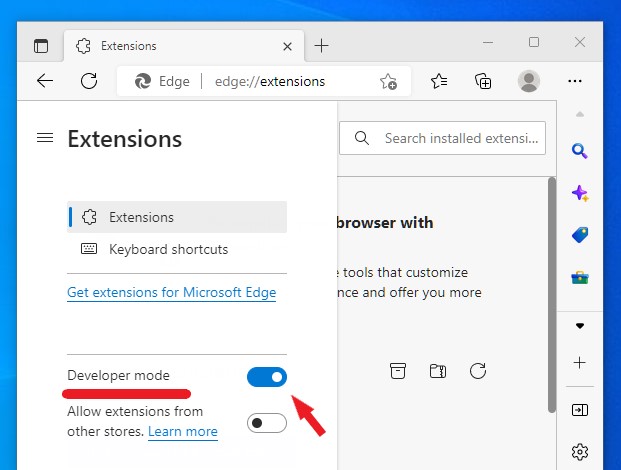 Extensions
Edge
edge://extensions
Extensions
Search installed extensi...
Extensions
Keyboard shortcuts
Get extensions for Microsoft Edge
browser with
tools that customize
and offer you more
Developer mode
Allow extensions from
other stores. Learn more